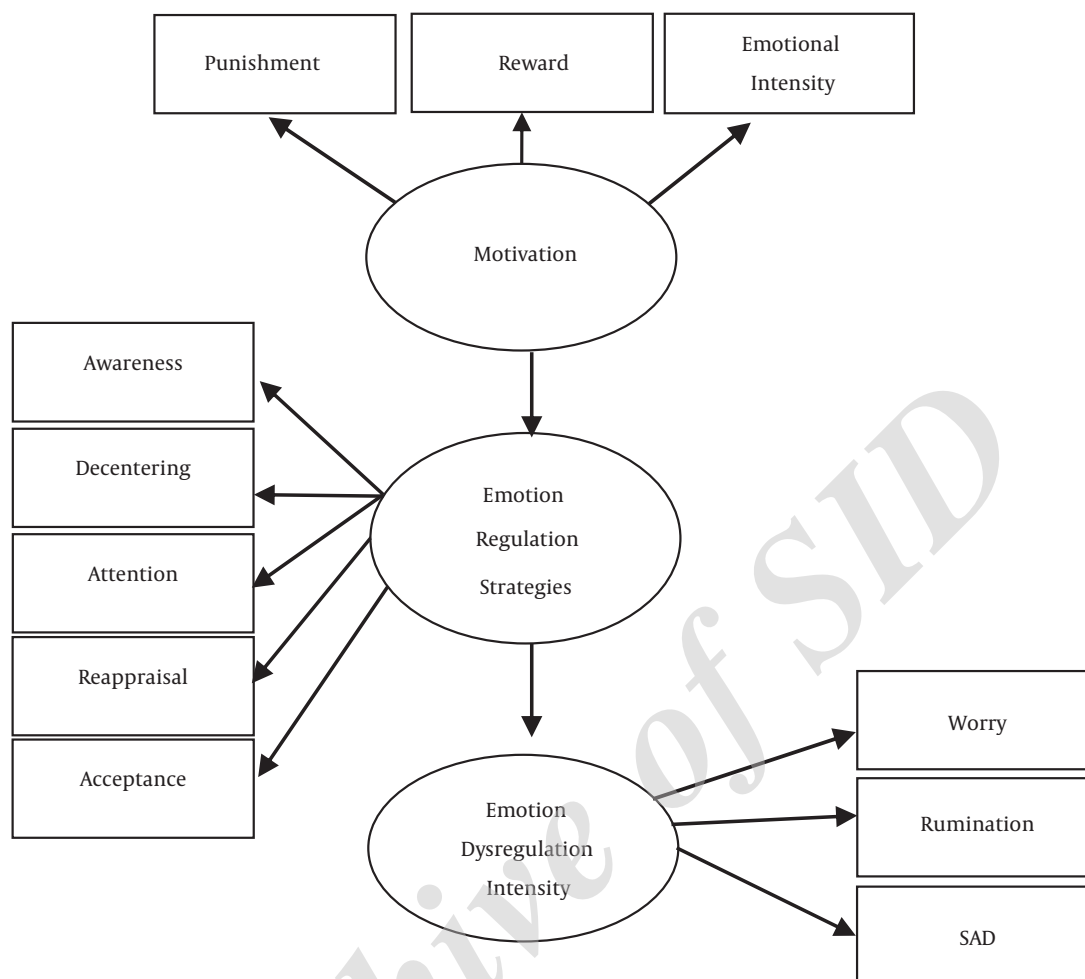 Punishment
Reward
Emotional
Intensity
Motivation
Awareness
Decentering
Attention
Reappraisal
Acceptance
Emotion
Regulation
Strategies
Emotion
Dysregulation
Intensity
Worry
Rumination
SAD
hive of SID